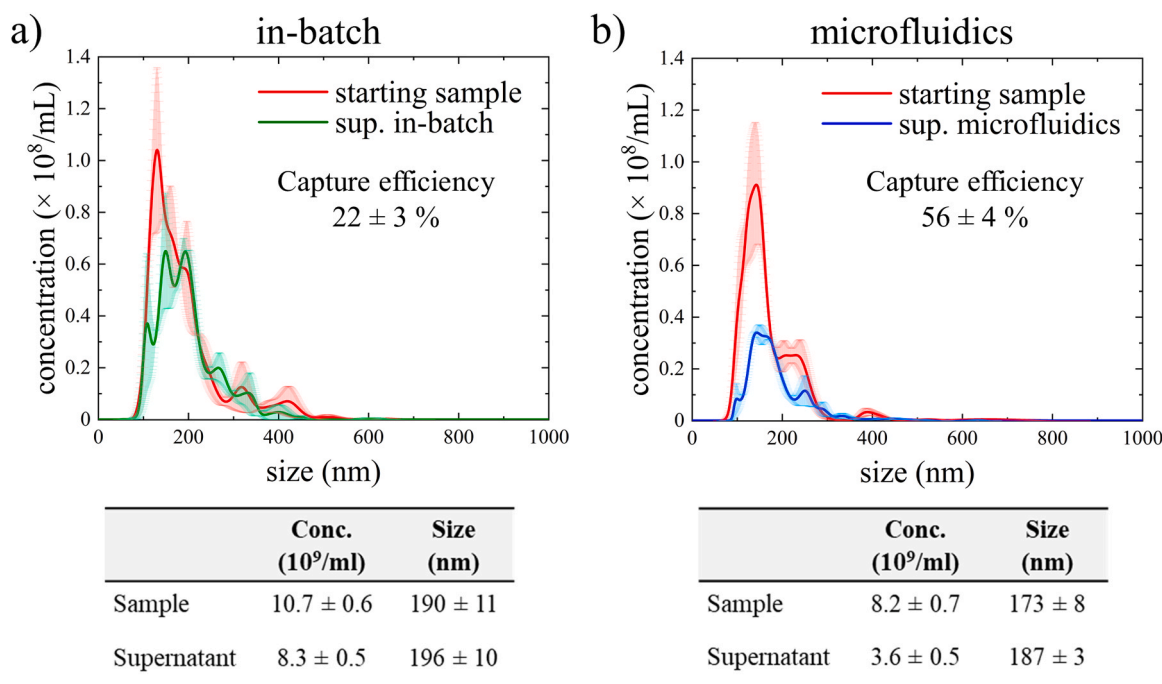 a) in-batch
1.4
1.2
1.0
0.8
0.6
0.4
0.2
0
concentration (× 10⁸/mL)
starting sample
sup. in-batch
Capture efficiency
22 ± 3 %
0 200 400 600 800 1000
size (nm)
Conc. Size
(10⁹/ml) (nm)
Sample 10.7 ± 0.6 190 ± 11
Supernatant 8.3 ± 0.5 196 ± 10
b) microfluidics
1.4
1.2
1.0
0.8
0.6
0.4
0.2
0.0
concentration (× 10⁸/mL)
starting sample
sup. microfluidics
Capture efficiency
56 ± 4 %
0 200 400 600 800 1000
size (nm)
Conc. Size
(10⁹/ml) (nm)
Sample 8.2 ± 0.7 173 ± 8
Supernatant 3.6 ± 0.5 187 ± 3